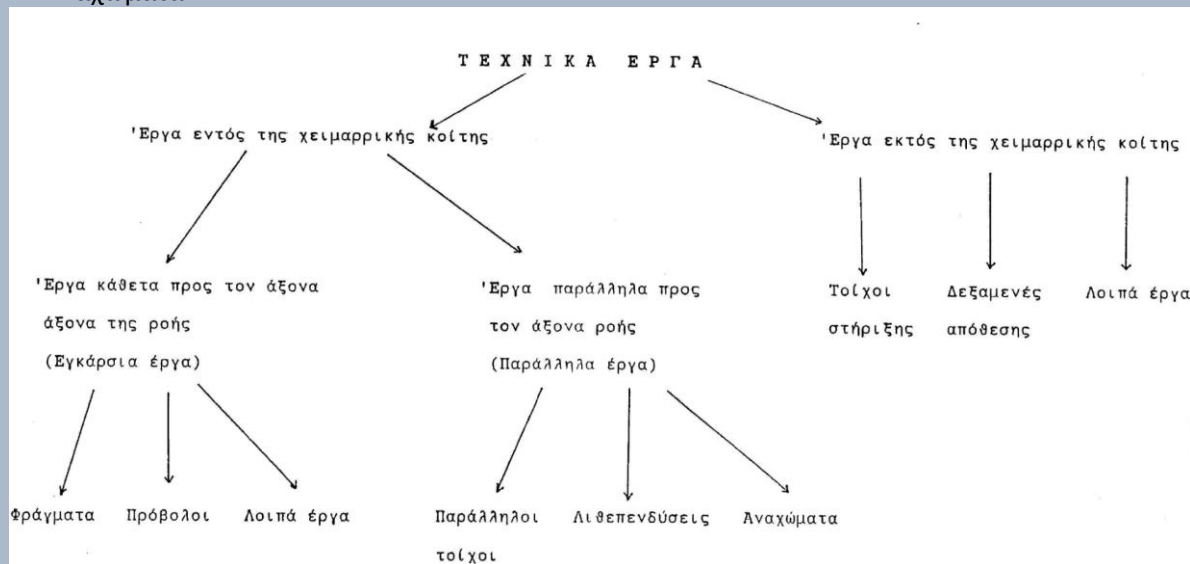 ΤΕΧΝΙΚΑ ΕΡΓΑ
'Εργα εντός της χειμαρρικής κοίτης
'Εργα εκτός της χειμαρρικής κοίτης
'Εργα κάθετα προς τον άξονα
άξονα της ροής
(Εγκάρσια έργα)
'Εργα παράλληλα προς
τον άξονα ροής
(Παράλληλα έργα)
Τοίχοι
στήριξης
Δεξαμενές
απόθεσης
Λοιπά έργα
Φράγματα
Πρόβολοι
Λοιπά έργα
Παράλληλοι
τοίχοι
Λιθεπενδύσεις
Αναχώματα